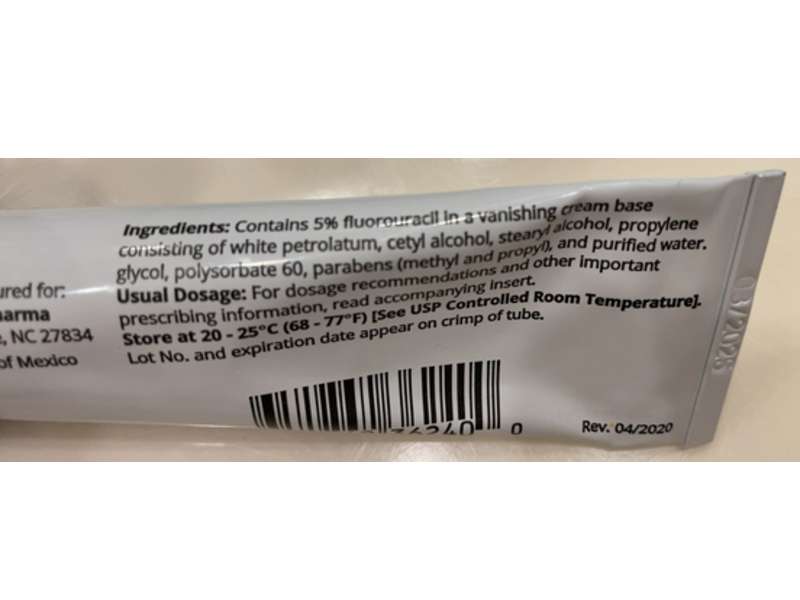 Ingredients: Contains 5% fluorouracil in a vanishing cream base
consisting of white petrolatum, cetyl alcohol, stearyl alcohol, propylene
glycol, polysorbate 60, parabens (methyl and propyl), and purified water.
Usual Dosage: For dosage recommendations and other important
prescribing information, read accompanying insert.
Store at 20 - 25°C (68 - 77°F) [See USP Controlled Room Temperature].
Lot No. and expiration date appear on crimp of tube.
for:
NC 27834
of Mexico
0
Rev. 04/2020
03/2025